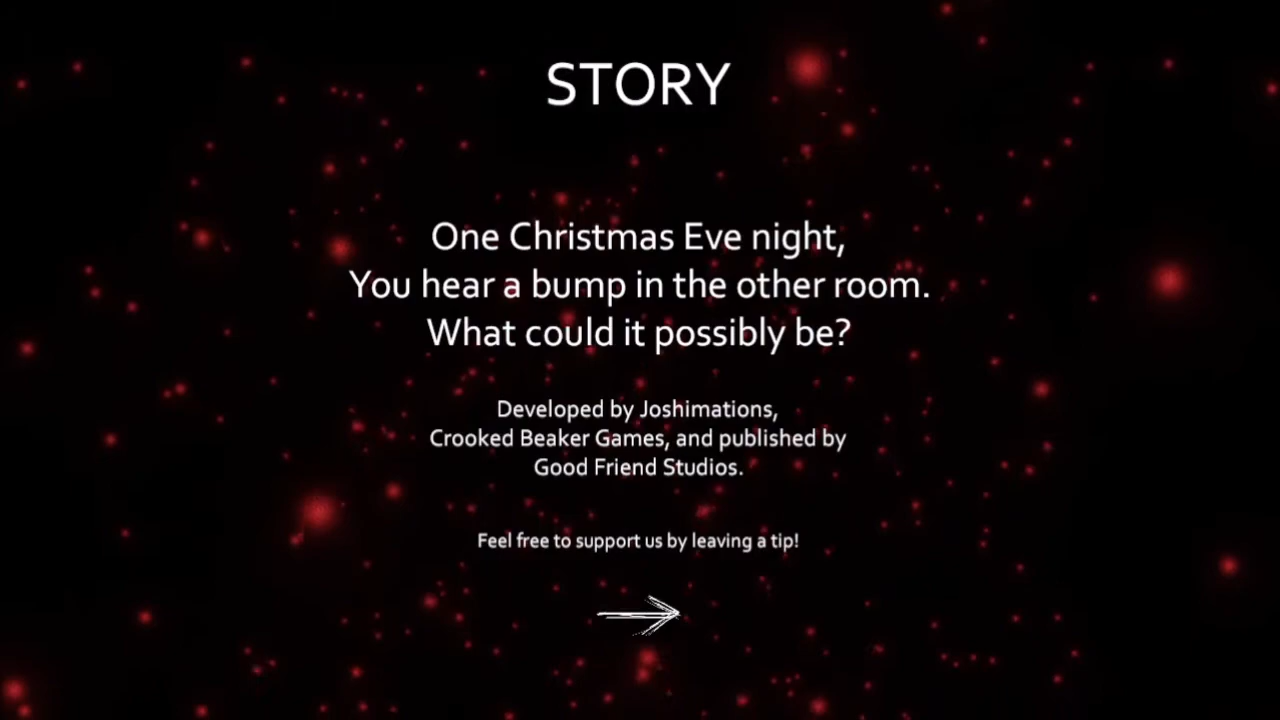 STORY
One Christmas Eve night,
You hear a bump in the other room.
What could it possibly be?
Developed by Joshimations,
Crooked Beaker Games, and published by
Good Friend Studios.
Feel free to support us by leaving a tip!